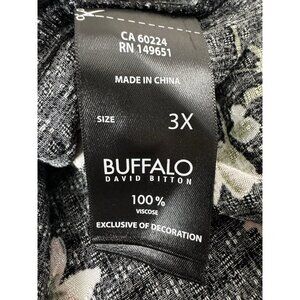 CA 60224
RN 149651
MADE IN CHINA
SIZE 3X
BUFFALO
DAVID BITTON
100 %
VISCOSE
EXCLUSIVE OF DECORATION